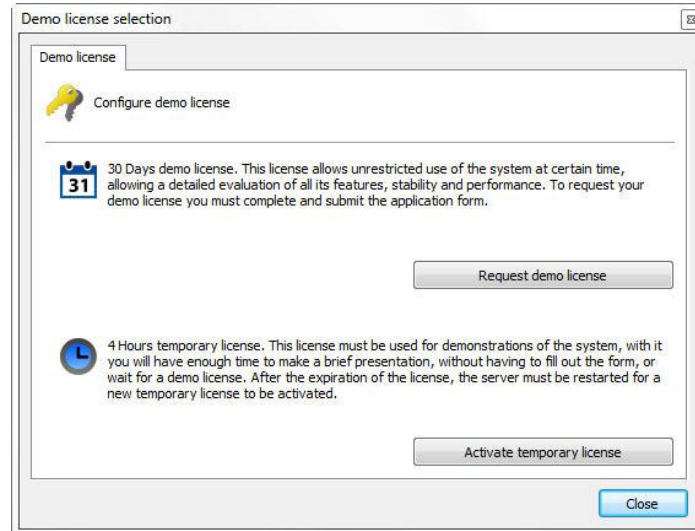 Demo license selection
Demo license
Configure demo license
31
30 Days demo license. This license allows unrestricted use of the system at certain time,
allowing a detailed evaluation of all its features, stability and performance. To request your
demo license you must complete and submit the application form.
Request demo license
4 Hours temporary license. This license must be used for demonstrations of the system, with it
you will have enough time to make a brief presentation, without having to fill out the form, or
wait for a demo license. After the expiration of the license, the server must be restarted for a
new temporary license to be activated.
Activate temporary license
Close